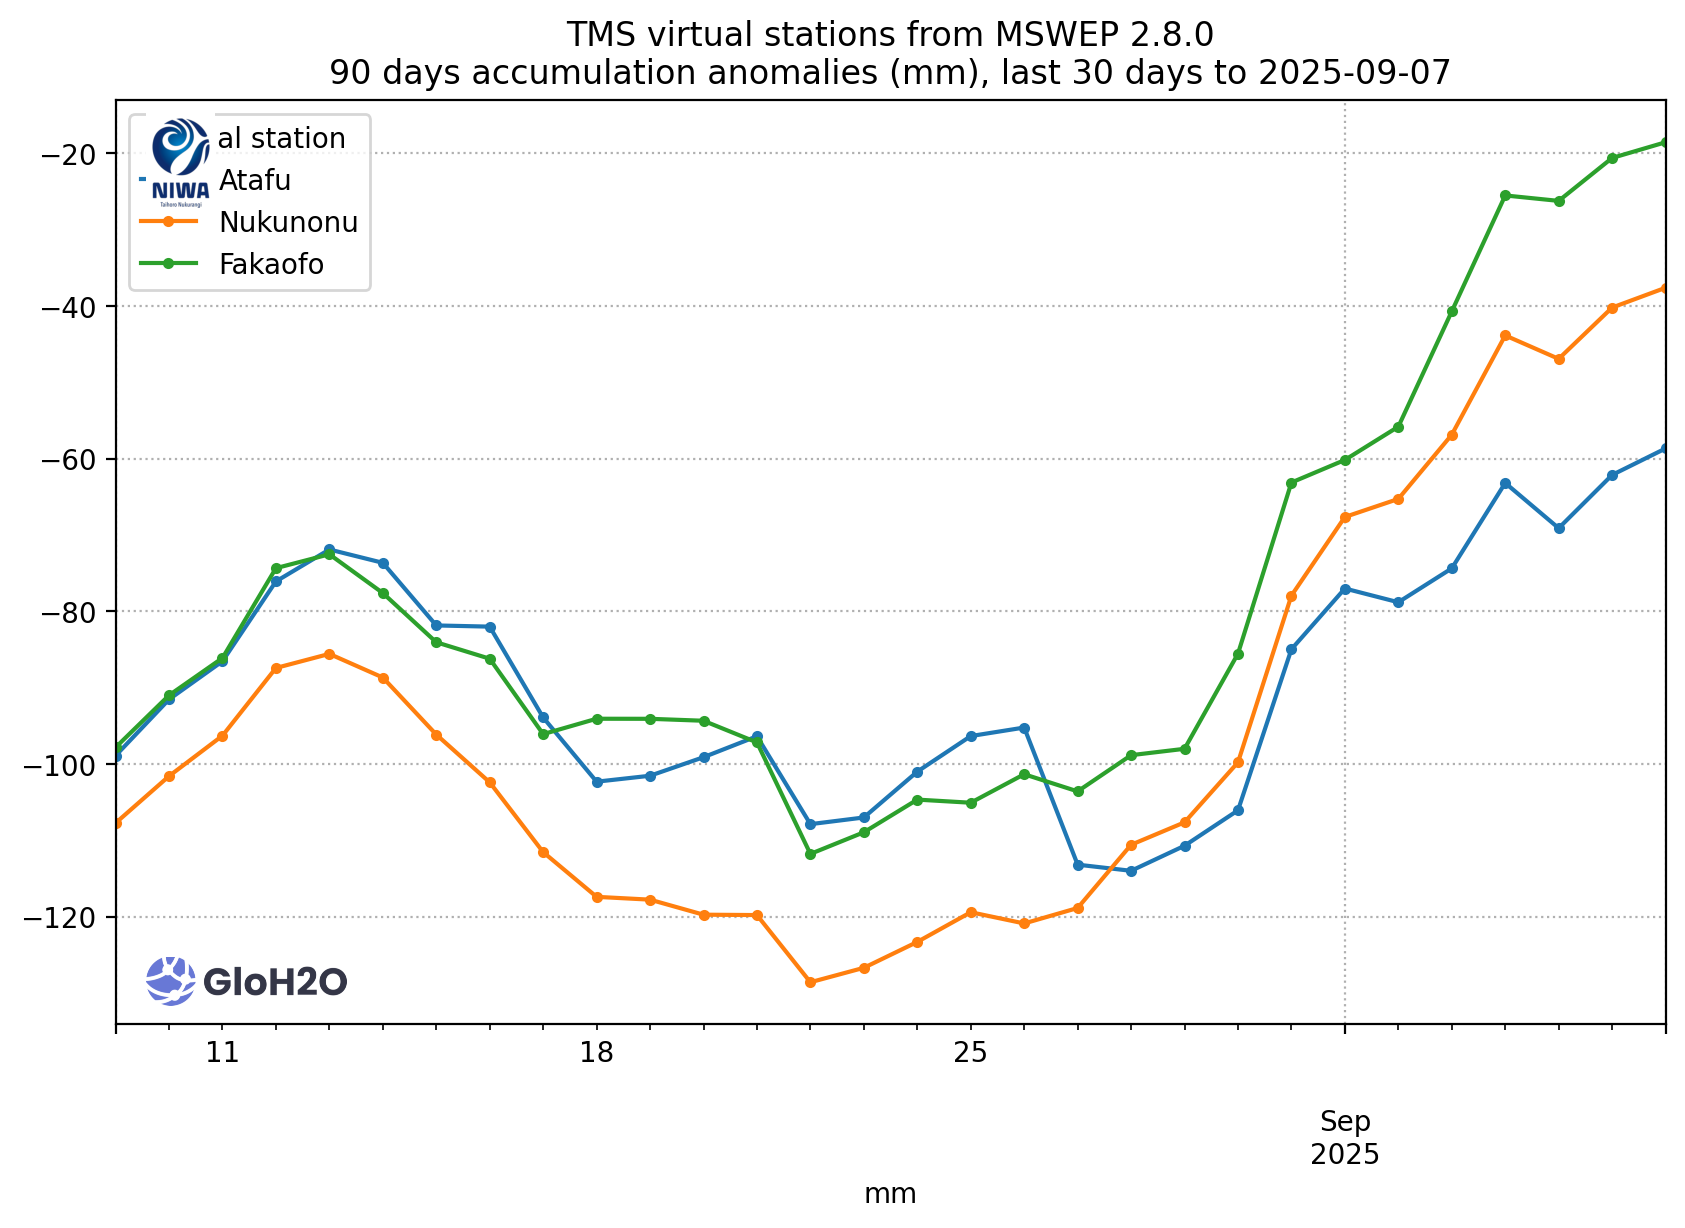 TMS virtual stations from MSWEP 2.8.0
90 days accumulation anomalies (mm), last 30 days to 2025-09-07
al station
Atafu
NIWA
Taihoro Nukurangi
Nukunonu
Fakaofo
−20
−40
−60
−80
−100
−120
GloH2O
11
18
25
Sep
2025
mm